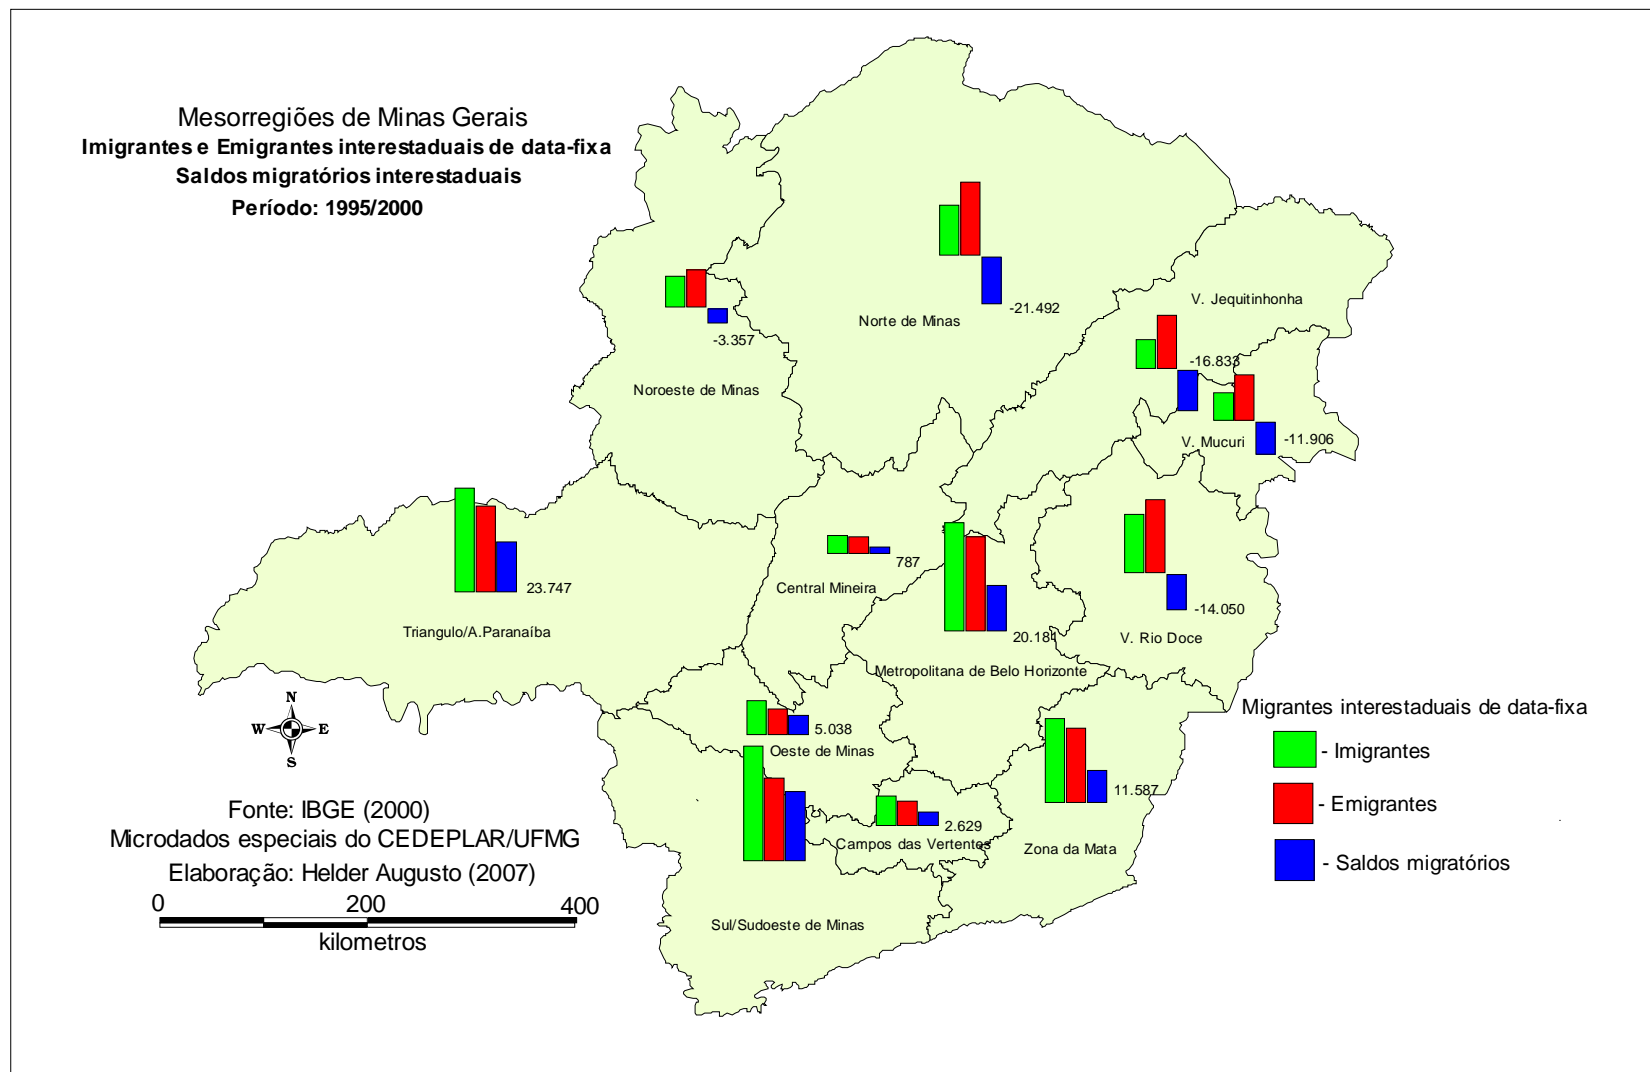 Mesorregiões de Minas Gerais
Imigrantes e Emigrantes interestaduais de data-fixa
Saldos migratórios interestaduais
Período: 1995/2000
-3.357
Noroeste de Minas
-21.492
Norte de Minas
V. Jequitinhonha
-16.833
-11.906
V. Mucuri
23.747
Triangulo/A.Paranaíba
787
Central Mineira
20.181
Metropolitana de Belo Horizonte
-14.050
V. Rio Doce
5.038
Oeste de Minas
2.629
Campos das Vertentes
11.587
Zona da Mata
Sul/Sudoeste de Minas
N
W E
S
Fonte: IBGE (2000)
Microdados especiais do CEDEPLAR/UFMG
Elaboração: Helder Augusto (2007)
0 200 400
kilometros
Migrantes interestaduais de data-fixa
- Imigrantes
- Emigrantes
- Saldos migratórios